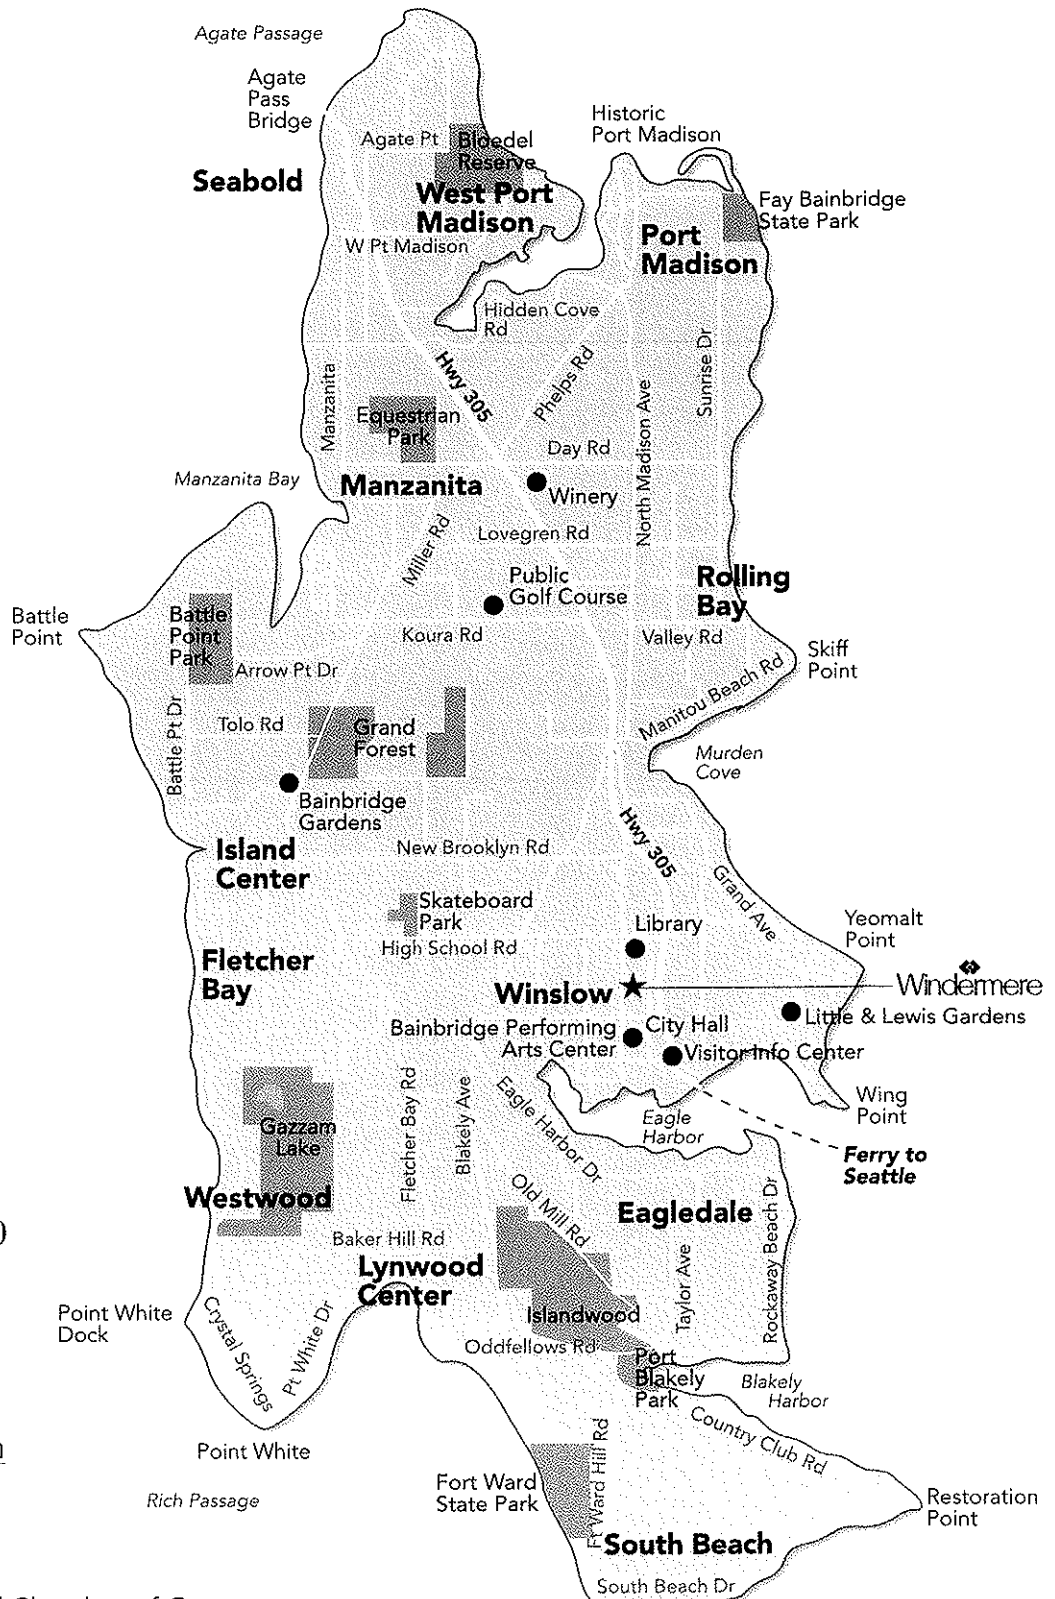 Agate Passage
Agate
Pass
Bridge
Historic
Port Madison
Agate Pt
Bloedel
Reserve
Seabold
West Port
Madison
Fay Bainbridge
State Park
W Pt Madison
Port
Madison
Hidden Cove
Rd
Hwy 305
Phelps Rd
Sunrise Dr
Manzanita
North Madison Ave
Equestrian
Park
Day Rd
Manzanita Bay
Manzanita
Winery
Lovegren Rd
Miller Rd
Public
Golf Course
Rolling
Bay
Battle
Point
Battle
Point
Park
Koura Rd
Valley Rd
Skiff
Point
Arrow Pt Dr
Manitou Beach Rd
Battle Pt Dr
Tolo Rd
Grand
Forest
Murden
Cove
Bainbridge
Gardens
Hwy 305
Island
Center
New Brooklyn Rd
Grand Ave
Skateboard
Park
Library
Yeomalt
Point
High School Rd
Fletcher
Bay
Winslow
Windermere
Bainbridge Performing
Arts Center
City Hall
Little & Lewis Gardens
Visitor Info Center
Wing
Point
Eagle
Harbor
Fletcher Bay Rd
Blakely Ave
Eagle Harbor Dr
Gazzam
Lake
Ferry to
Seattle
Westwood
Old Mill Rd
Eagledale
Rockaway Beach Dr
)
Baker Hill Rd
Lynwood
Center
Taylor Ave
Point White
Dock
Crystal Springs
Pt White Dr
Islandwood
Oddfellows Rd
Port
Blakely
Park
Blakely
Harbor
Country Club Rd
Point White
Rich Passage
Fort Ward
State Park
Ft Ward Hill Rd
Restoration
Point
South Beach
South Beach Dr